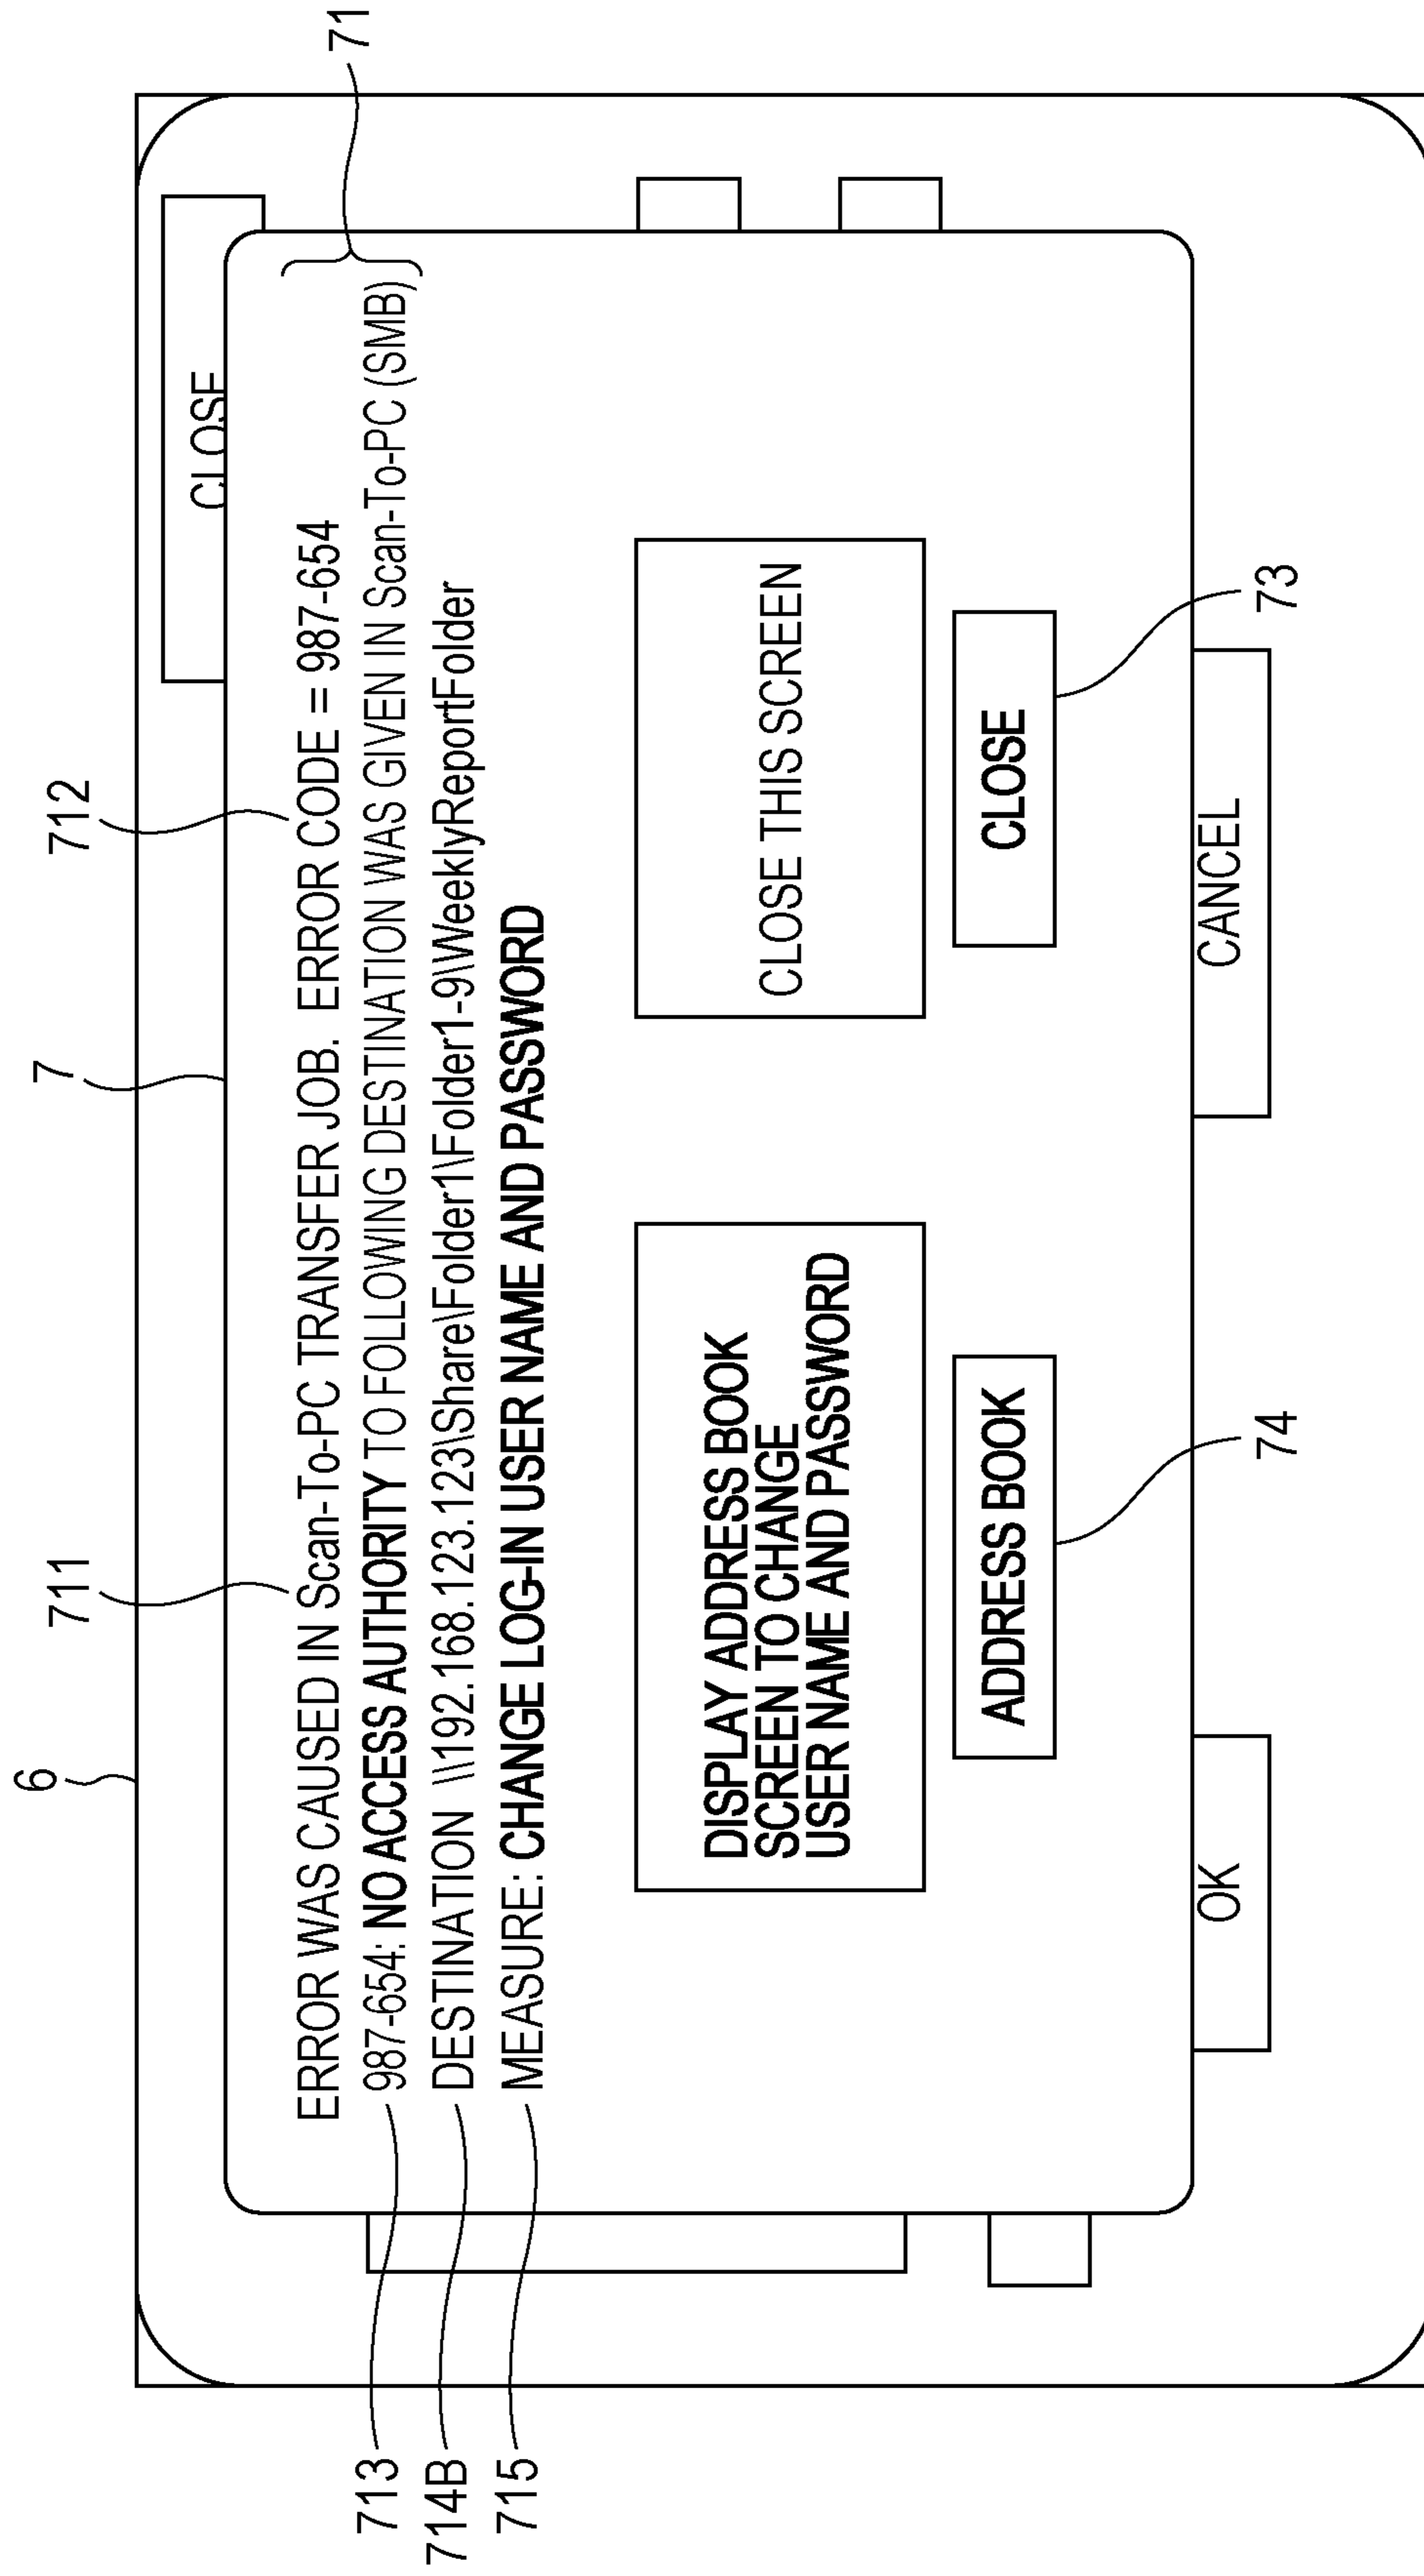 6
7
711
712
71
CLOSE
ERROR WAS CAUSED IN Scan-To-PC TRANSFER JOB. ERROR CODE = 987-654
713
987-654: NO ACCESS AUTHORITY TO FOLLOWING DESTINATION WAS GIVEN IN Scan-To-PC (SMB)
714B
DESTINATION \\192.168.123.123\Share\Folder1\Folder1-9\WeeklyReportFolder
715
MEASURE: CHANGE LOG-IN USER NAME AND PASSWORD
DISPLAY ADDRESS BOOK
SCREEN TO CHANGE
USER NAME AND PASSWORD
CLOSE THIS SCREEN
ADDRESS BOOK
CLOSE
74
73
OK
CANCEL